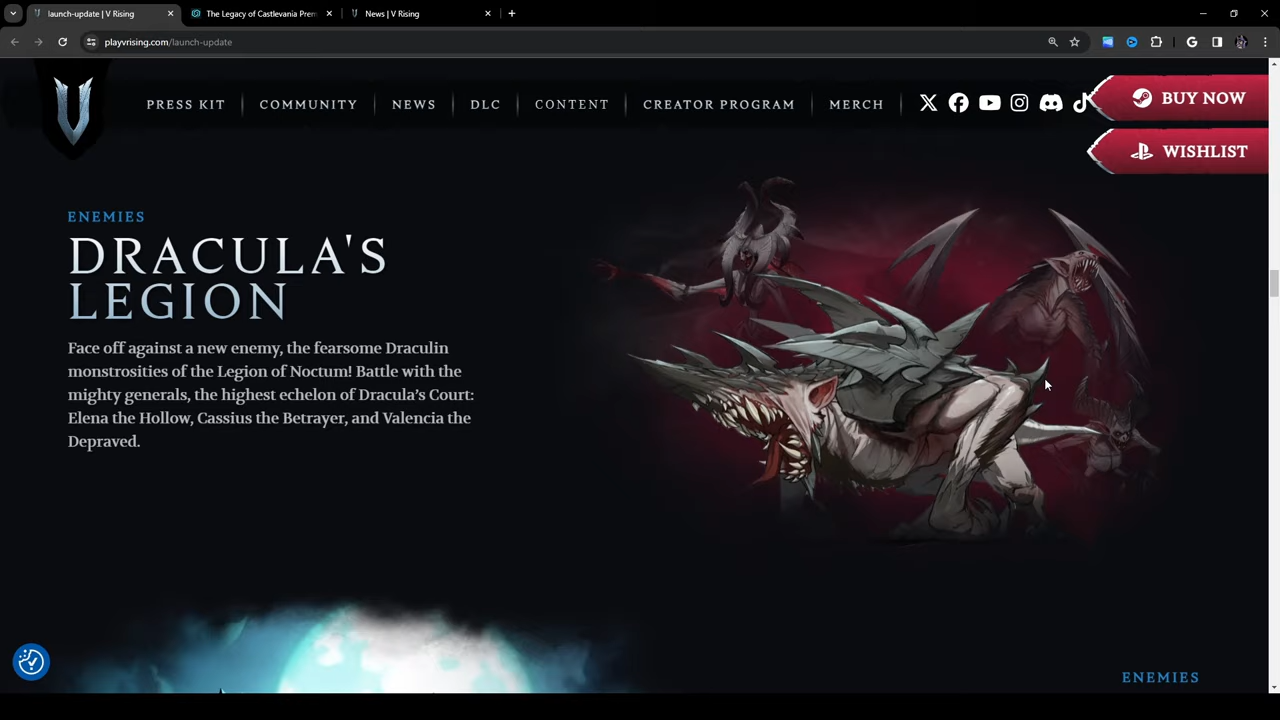 launch-update | V Rising
The Legacy of Castlevania Prem
News | V Rising
playvrising.com/launch-update
PRESS KIT
COMMUNITY
NEWS
DLC
CONTENT
CREATOR PROGRAM
MERCH
BUY NOW
WISHLIST
ENEMIES
DRACULA'S
LEGION
Face off against a new enemy, the fearsome Draculin
monstrosities of the Legion of Noctum! Battle with the
mighty generals, the highest echelon of Dracula's Court:
Elena the Hollow, Cassius the Betrayer, and Valencia the
Depraved.
ENEMIES